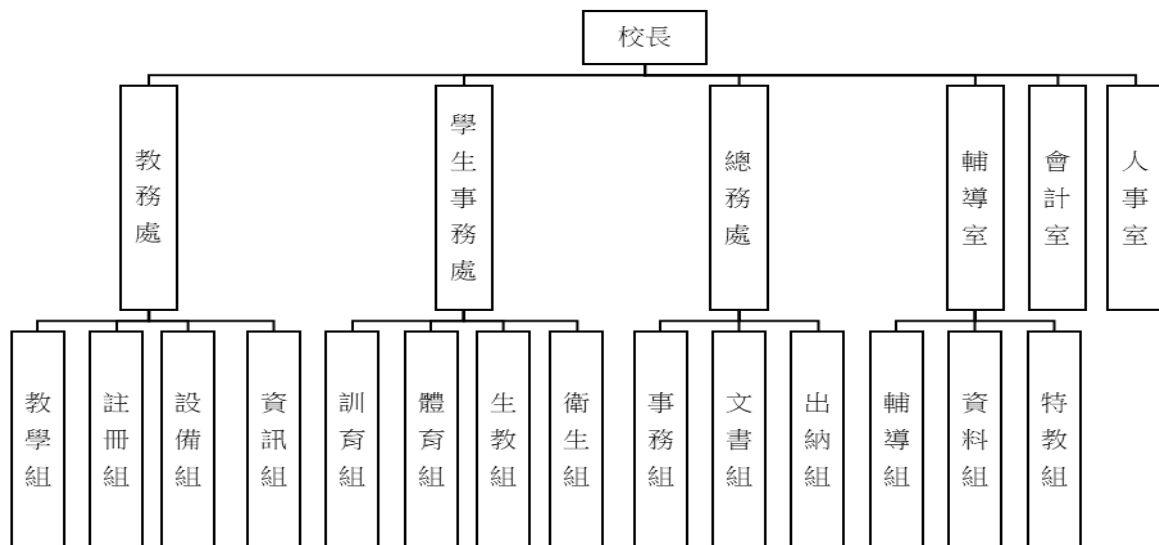 校長
教務處
學生事務處
總務處
輔導室
會計室
人事室
教學組
註冊組
設備組
資訊組
訓育組
體育組
生教組
衛生組
事務組
文書組
出納組
輔導組
資料組
特教組